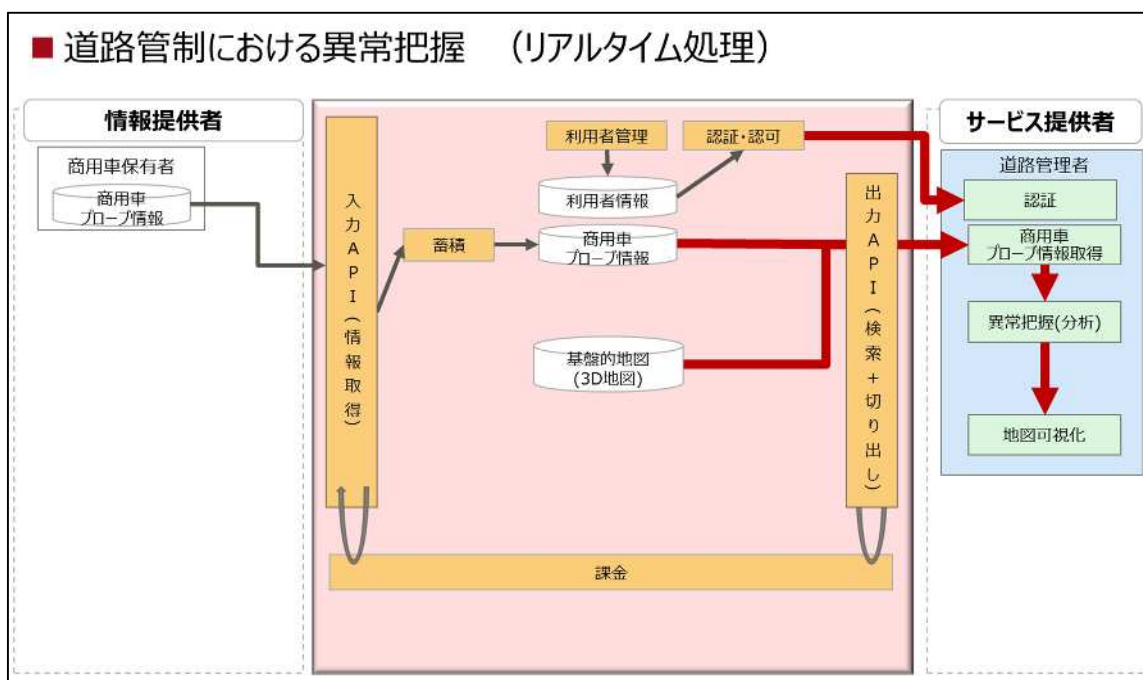 ■ 道路管制における異常把握 （リアルタイム処理）
情報提供者
商用車保有者
商用車
プローブ情報
入力API(情報取得)
蓄積
利用者管理
認証・認可
利用者情報
商用車
プローブ情報
基盤的地図
(3D地図)
出力API(検索+切り出し)
課金
サービス提供者
道路管理者
認証
商用車
プローブ情報取得
異常把握(分析)
地図可視化